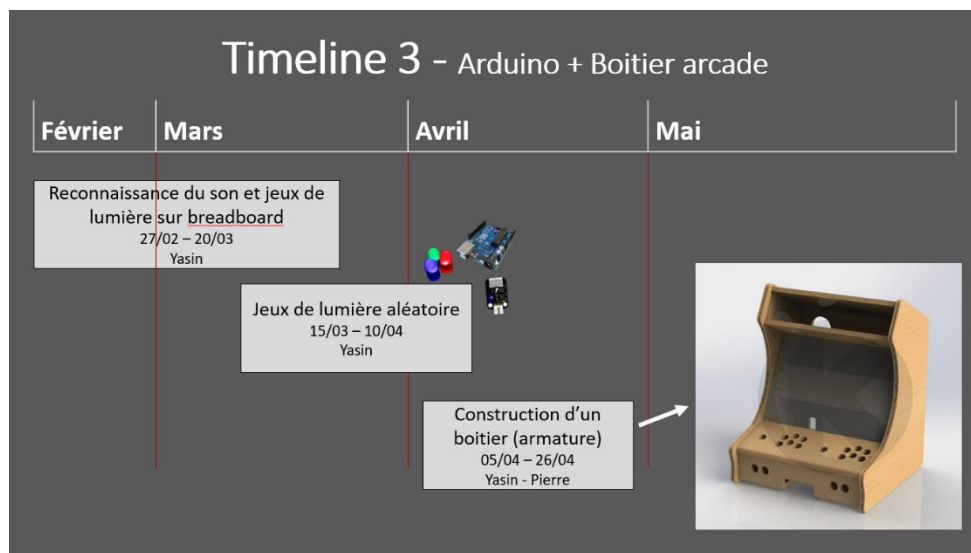 Timeline 3 - Arduino + Boitier arcade
Février
Mars
Avril
Mai
Reconnaissance du son et jeux de
lumière sur breadboard
27/02 – 20/03
Yasin
Jeux de lumière aléatoire
15/03 – 10/04
Yasin
Construction d’un
boitier (armature)
05/04 – 26/04
Yasin - Pierre